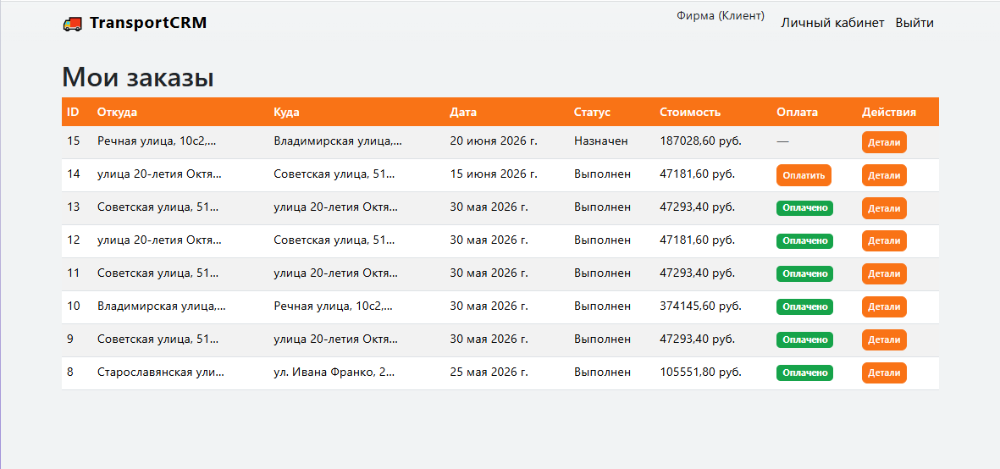 TransportCRM Фирма (Клиент) Личный кабинет Выйти
Мои заказы
ID Откуда Куда Дата Статус Стоимость Оплата Действия
15 Речная улица, 10с2,... Владимирская улица,... 20 июня 2026 г. Назначен 187028,60 руб. — Детали
14 улица 20-летия Октя... Советская улица, 51... 15 июня 2026 г. Выполнен 47181,60 руб. Оплатить Детали
13 Советская улица, 51... улица 20-летия Октя... 30 мая 2026 г. Выполнен 47293,40 руб. Оплачено Детали
12 улица 20-летия Октя... Советская улица, 51... 30 мая 2026 г. Выполнен 47181,60 руб. Оплачено Детали
11 Советская улица, 51... улица 20-летия Октя... 30 мая 2026 г. Выполнен 47293,40 руб. Оплачено Детали
10 Владимирская улица,... Речная улица, 10с2,... 30 мая 2026 г. Выполнен 374145,60 руб. Оплачено Детали
9 Советская улица, 51... улица 20-летия Октя... 30 мая 2026 г. Выполнен 47293,40 руб. Оплачено Детали
8 Старославянская ули... ул. Ивана Франко, 2... 25 мая 2026 г. Выполнен 105551,80 руб. Оплачено Детали